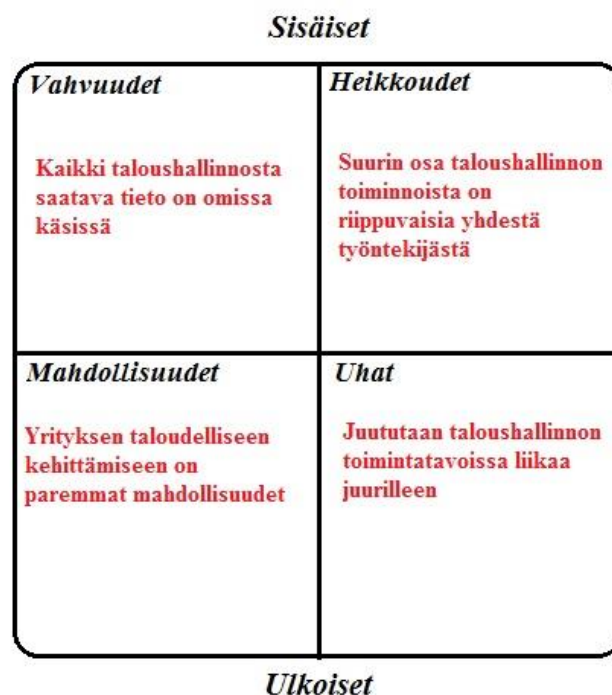 Sisäiset
Vahvuudet
Kaikki taloushallinnosta
saatava tieto on omissa
käsissä
Heikkoudet
Suurin osa taloushallinnon
toiminnoista on
riippuvaisia yhdestä
työntekijästä
Mahdollisuudet
Yrityksen taloudelliseen
kehittämiseen on
paremmat mahdollisuudet
Uhat
Juututaan taloushallinnon
toimintatavoissa liikaa
juurilleen
Ulkoiset